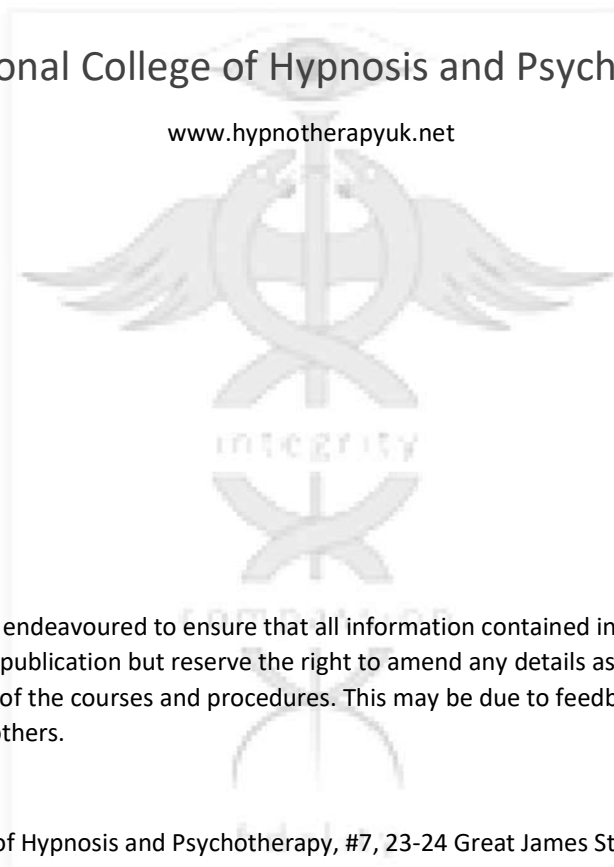 onal College of Hypnosis and Psych
www.hypnotherapyuk.net
integrity
endeavoured to ensure that all information contained in
publication but reserve the right to amend any details as
of the courses and procedures. This may be due to feedb
others.
of Hypnosis and Psychotherapy, #7, 23-24 Great James St